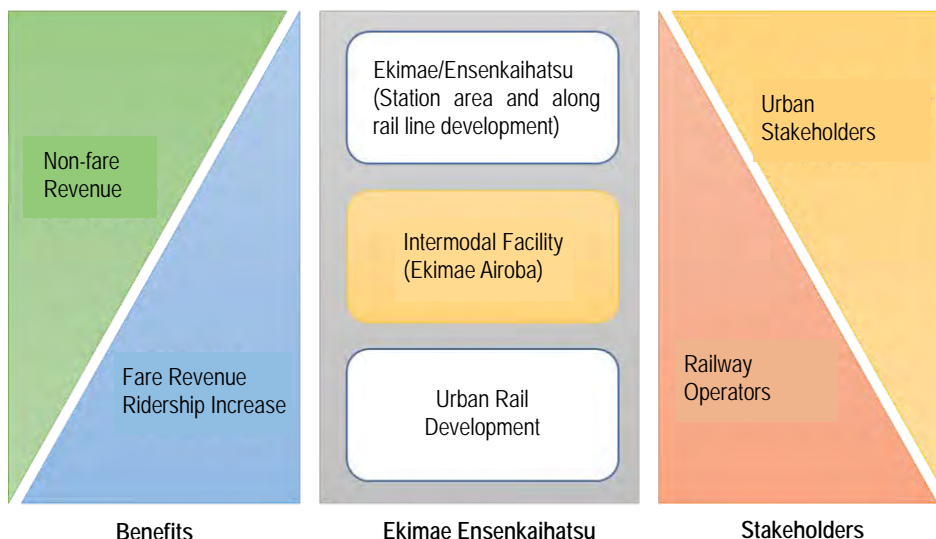 Non-fare
Revenue
Fare Revenue
Ridership Increase
Benefits
Ekimae/Ensenkaihatsu
(Station area and along
rail line development)
Intermodal Facility
(Ekimae Airoba)
Urban Rail
Development
Ekimae Ensenkaihatsu
Urban
Stakeholders
Railway
Operators
Stakeholders